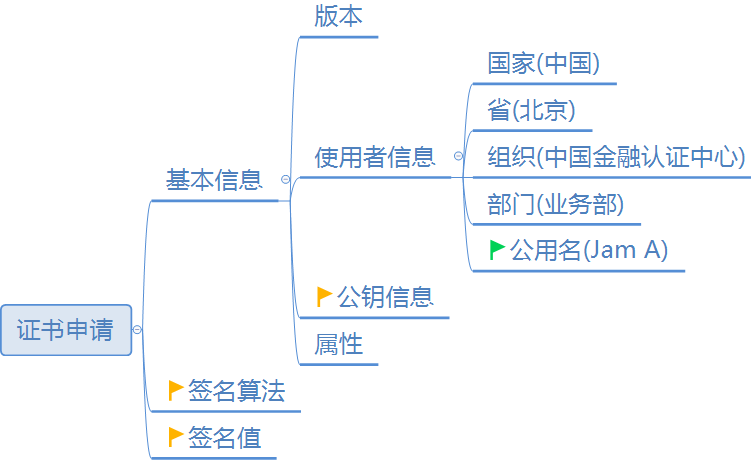 版本
国家(中国)
省(北京)
使用者信息
组织(中国金融认证中心)
基本信息
部门(业务部)
公用名(Jam A)
公钥信息
证书申请
属性
签名算法
签名值